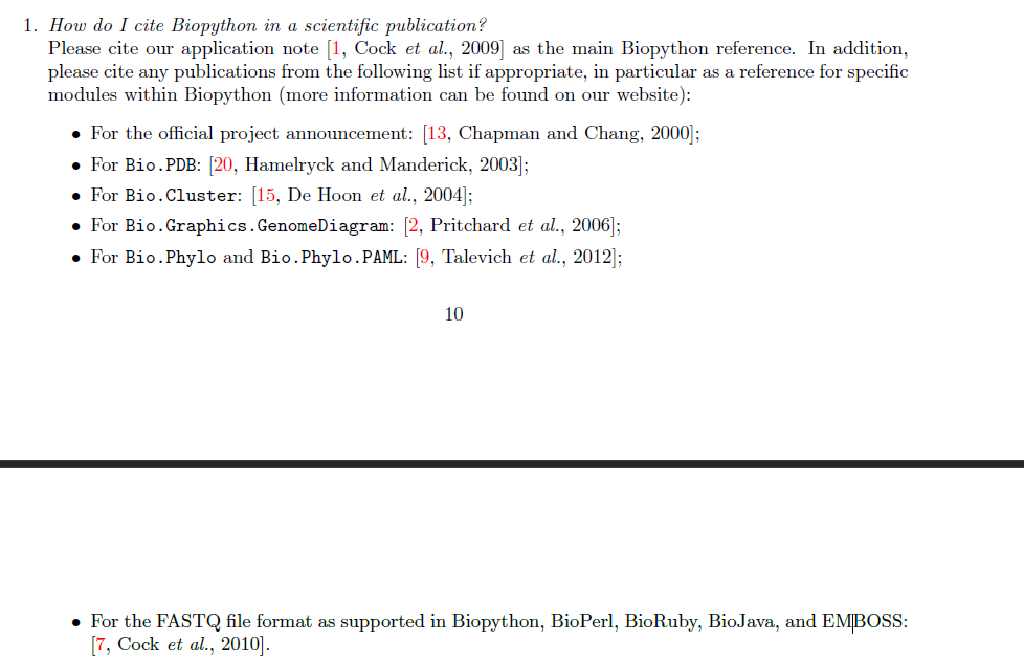 1. How do I cite Biopython in a scientific publication?
Please cite our application note [1, Cock et al., 2009] as the main Biopython reference. In addition,
please cite any publications from the following list if appropriate, in particular as a reference for specific
modules within Biopython (more information can be found on our website):
• For the official project announcement: [13, Chapman and Chang, 2000];
• For Bio.PDB: [20, Hamelryck and Manderick, 2003];
• For Bio.Cluster: [15, De Hoon et al., 2004];
• For Bio.Graphics.GenomeDiagram: [2, Pritchard et al., 2006];
• For Bio.Phylo and Bio.Phylo.PAML: [9, Talevich et al., 2012];
10
• For the FASTQ file format as supported in Biopython, BioPerl, BioRuby, BioJava, and EMBOSS:
[7, Cock et al., 2010].